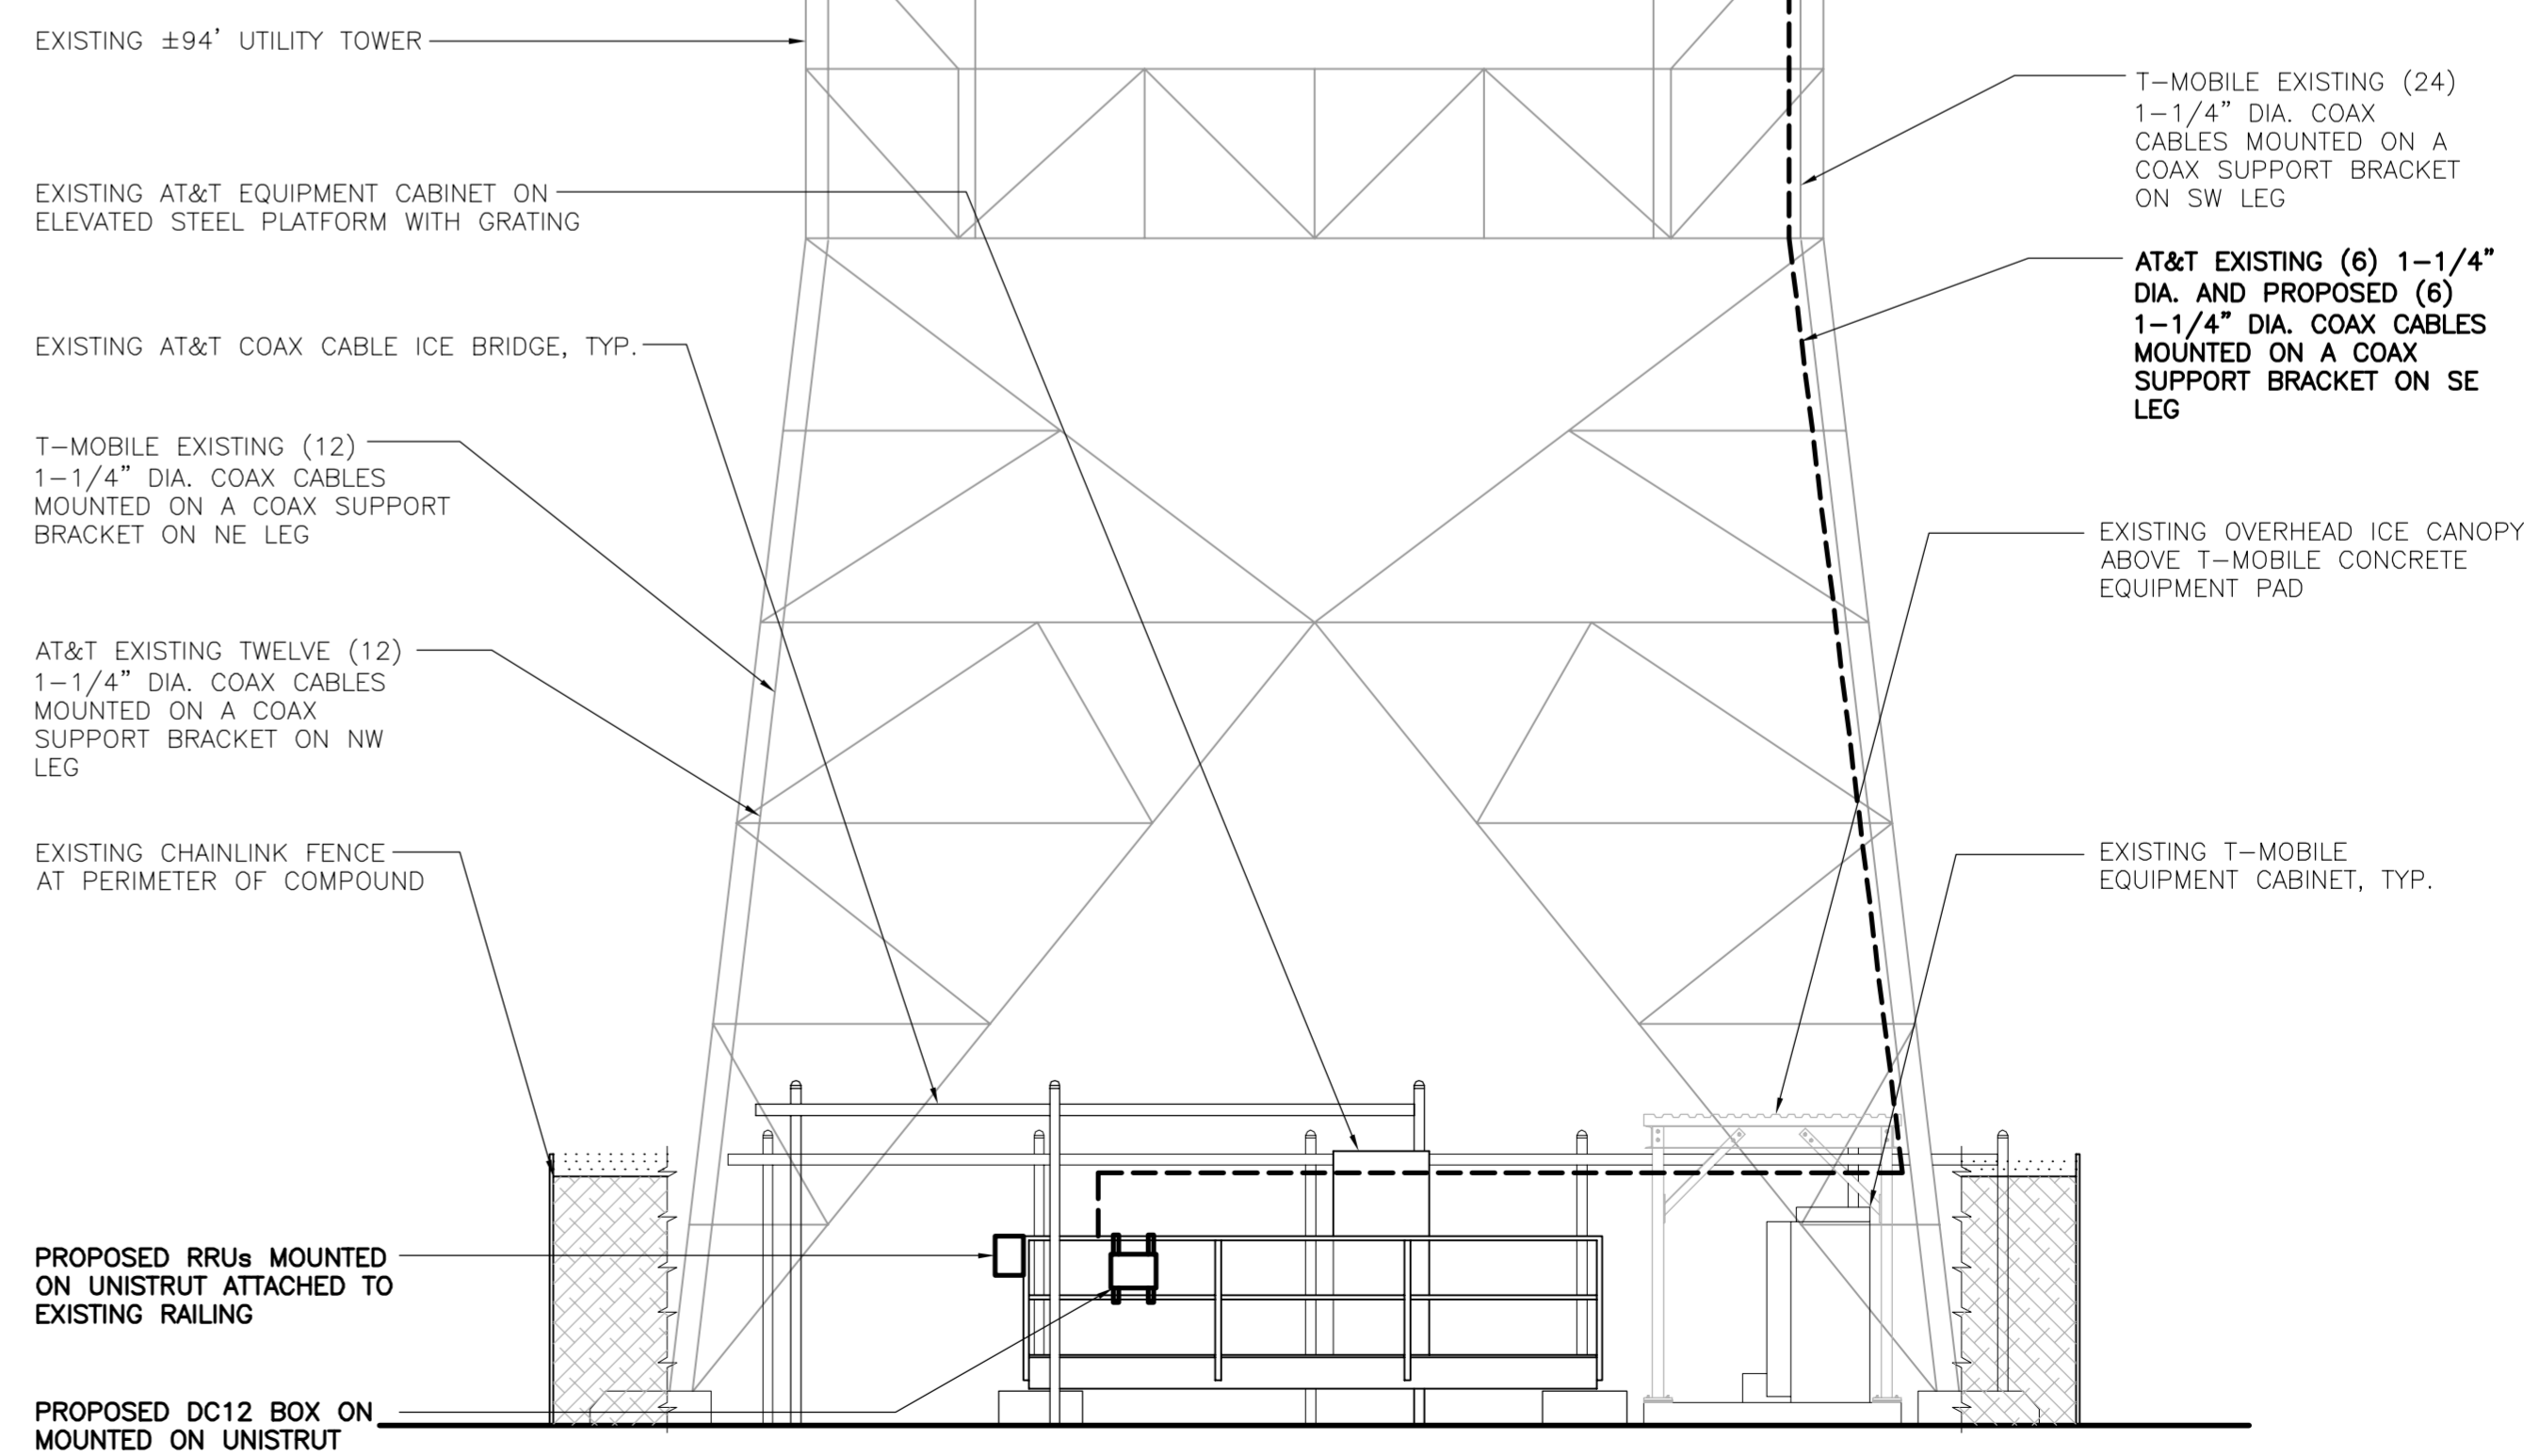 EXISTING ±94' UTILITY TOWER
EXISTING AT&T EQUIPMENT CABINET ON
ELEVATED STEEL PLATFORM WITH GRATING
EXISTING AT&T COAX CABLE ICE BRIDGE, TYP.
T-MOBILE EXISTING (12)
1-1/4" DIA. COAX CABLES
MOUNTED ON A COAX SUPPORT
BRACKET ON NE LEG
AT&T EXISTING TWELVE (12)
1-1/4" DIA. COAX CABLES
MOUNTED ON A COAX
SUPPORT BRACKET ON NW
LEG
EXISTING CHAINLINK FENCE
AT PERIMETER OF COMPOUND
PROPOSED RRUs MOUNTED
ON UNISTRUT ATTACHED TO
EXISTING RAILING
PROPOSED DC12 BOX ON
MOUNTED ON UNISTRUT
T-MOBILE EXISTING (24)
1-1/4" DIA. COAX
CABLES MOUNTED ON A
COAX SUPPORT BRACKET
ON SW LEG
AT&T EXISTING (6) 1-1/4"
DIA. AND PROPOSED (6)
1-1/4" DIA. COAX CABLES
MOUNTED ON A COAX
SUPPORT BRACKET ON SE
LEG
EXISTING OVERHEAD ICE CANOPY
ABOVE T-MOBILE CONCRETE
EQUIPMENT PAD
EXISTING T-MOBILE
EQUIPMENT CABINET, TYP.